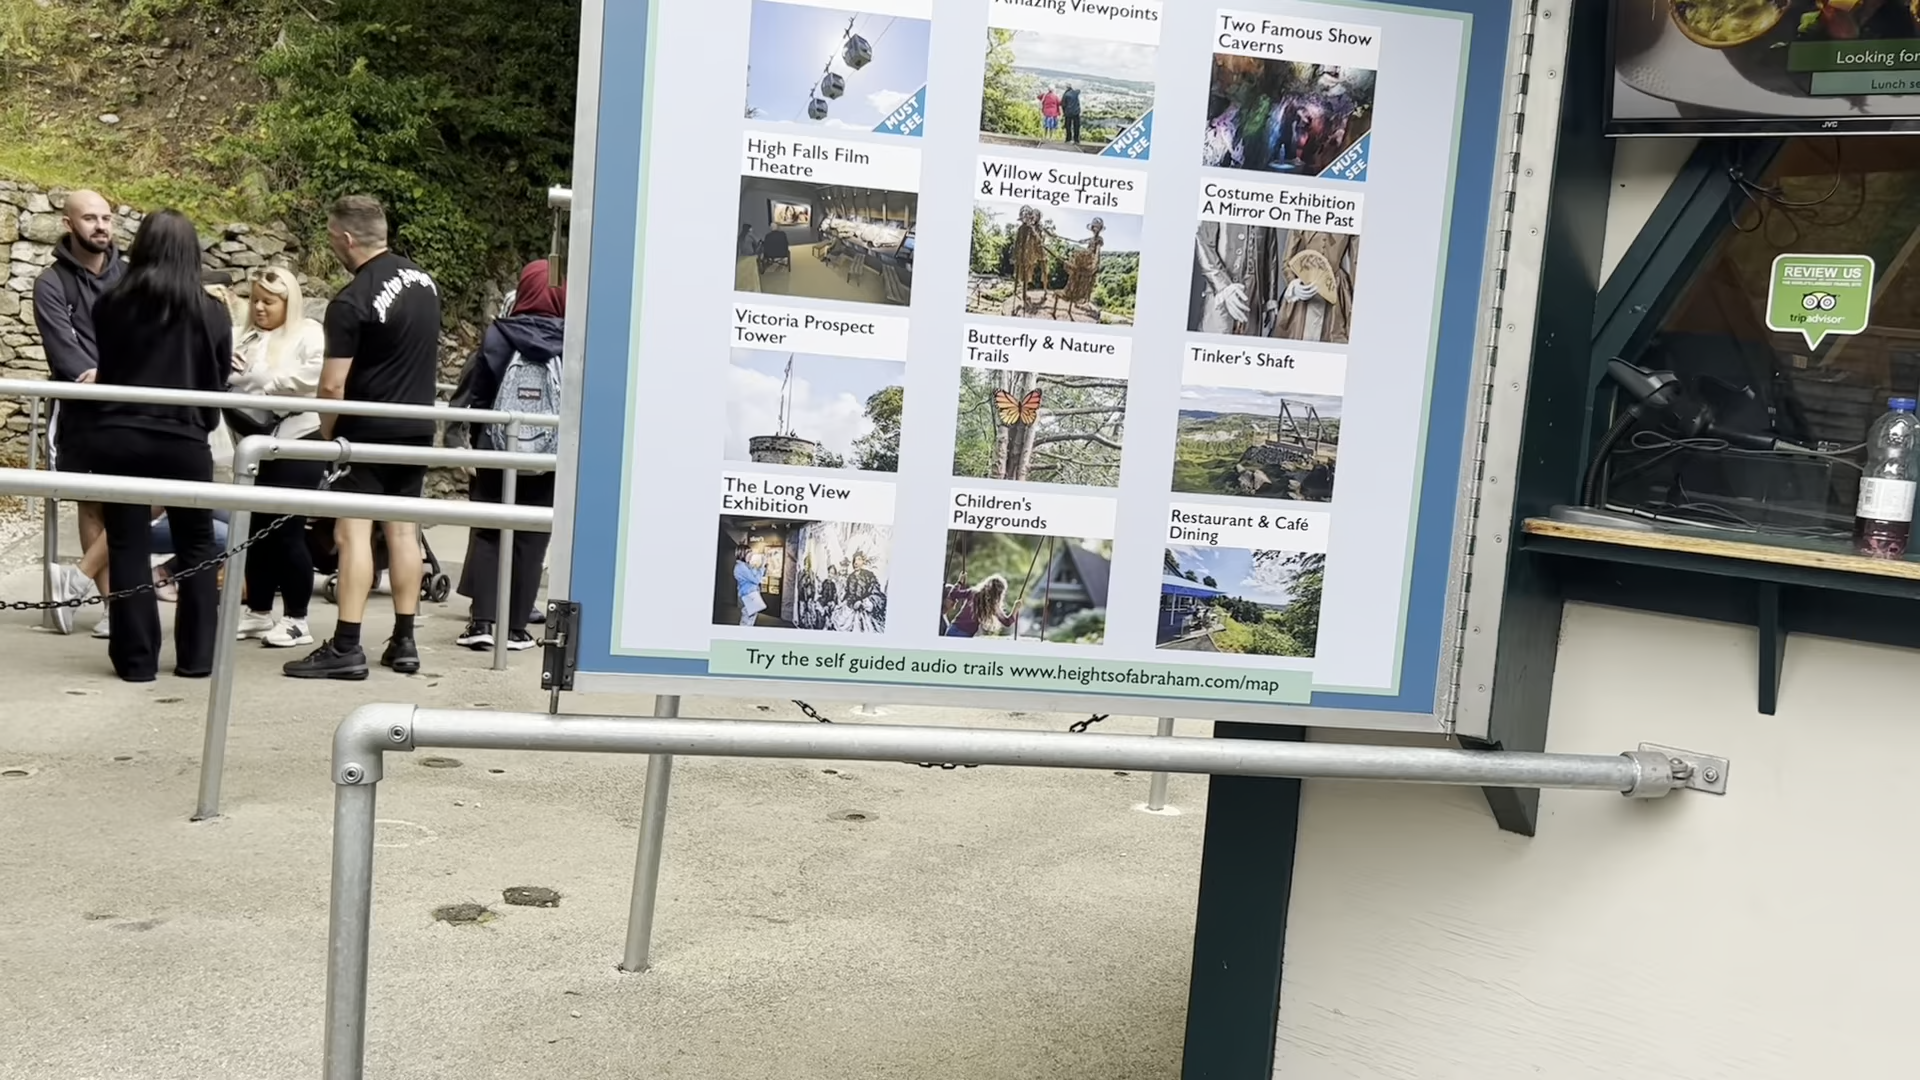 Amazing Viewpoints
Two Famous Show
Caverns
MUST
SEE
MUST
SEE
MUST
SEE
High Falls Film
Theatre
Willow Sculptures
& Heritage Trails
Costume Exhibition
A Mirror On The Past
Victoria Prospect
Tower
Butterfly & Nature
Trails
Tinker's Shaft
The Long View
Exhibition
Children's
Playgrounds
Restaurant & Café
Dining
Try the self guided audio trails www.heightsofabraham.com/map
Looking for
Lunch se
JVC
REVIEW US
tripadvisor